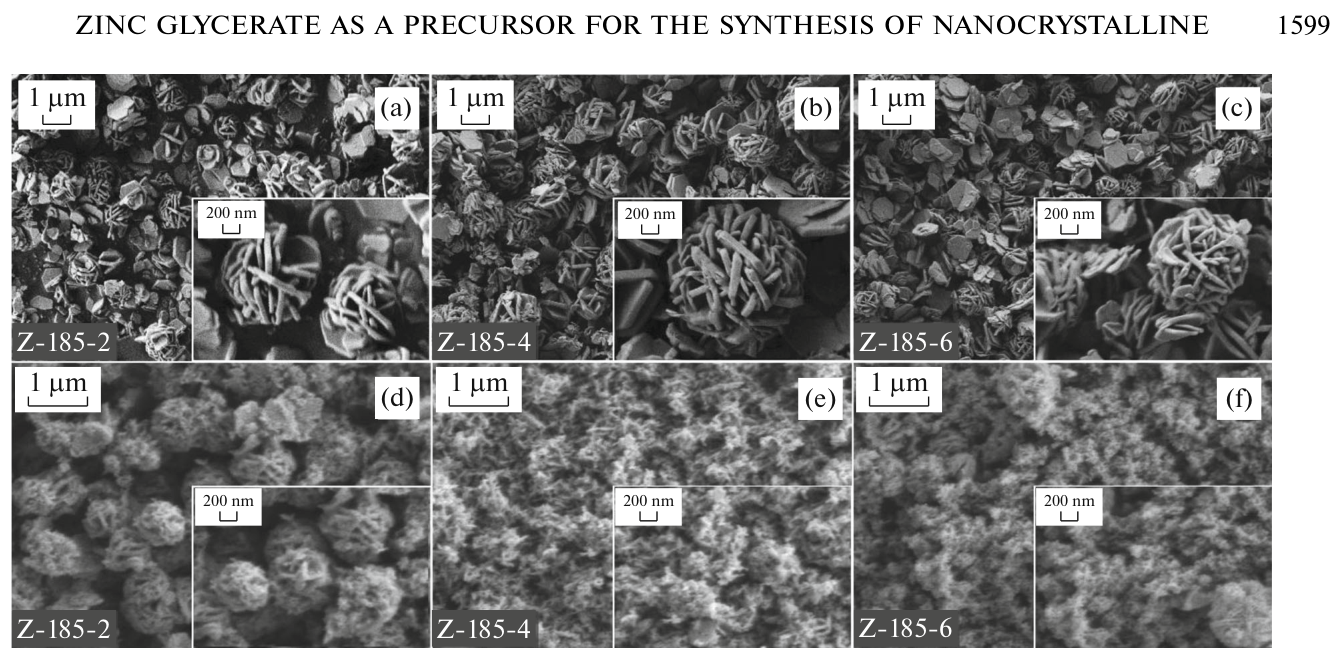 ZINC GLYCERATE AS A PRECURSOR FOR THE SYNTHESIS OF NANOCRYSTALLINE 1599
1 μm (a) 1 μm (b) 1 μm (c)
200 nm 200 nm 200 nm
Z-185-2 Z-185-4 Z-185-6
1 μm (d) 1 μm (e) 1 μm (f)
200 nm 200 nm 200 nm
Z-185-2 Z-185-4 Z-185-6